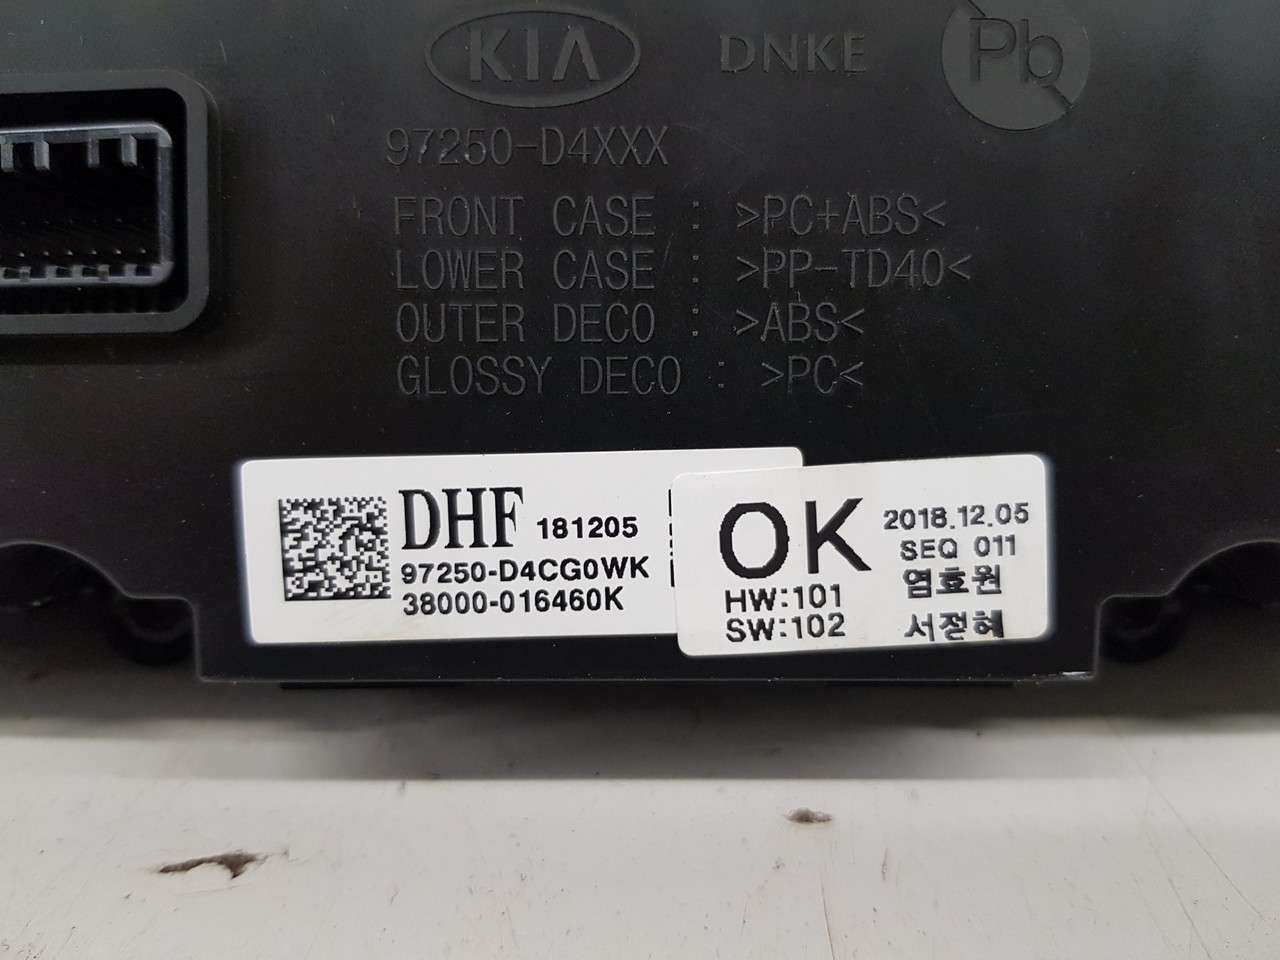 KIA DNKE Pb
97250-D4XXX
FRONT CASE : >PC+ABS<
LOWER CASE : >PP-TD40<
OUTER DECO : >ABS<
GLOSSY DECO : >PC<
DHF 181205
97250-D4CG0WK
38000-016460K
OK
HW:101
SW:102
2018.12.05
SEQ 011
염효원
서정혜